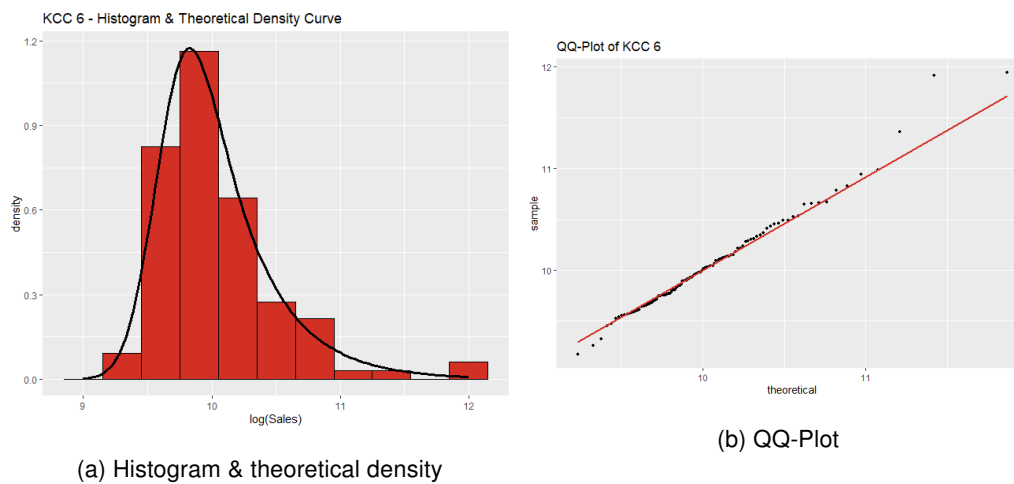 KCC 6 - Histogram & Theoretical Density Curve
1.2
0.9
0.6
0.3
0.0
density
9
10
11
12
log(Sales)
(a) Histogram & theoretical density
QQ-Plot of KCC 6
12
11
10
sample
10
11
theoretical
(b) QQ-Plot